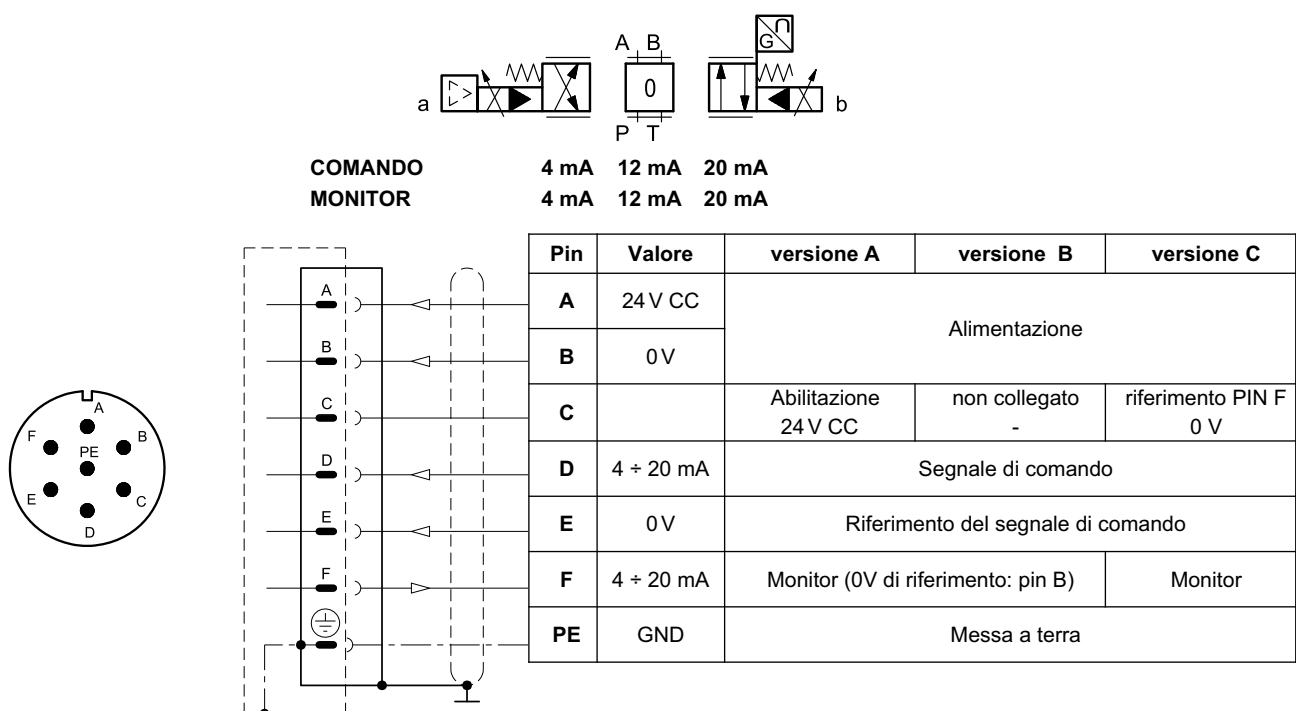 G
A B
a
0
b
P T
COMANDO 4 mA 12 mA 20 mA
MONITOR 4 mA 12 mA 20 mA
Pin Valore versione A versione B versione C
A A 24 V CC
Alimentazione
B B 0 V
C C Abilitazione 24 V CC non collegato - riferimento PIN F 0 V
D D 4 ÷ 20 mA Segnale di comando
E E 0 V Riferimento del segnale di comando
F F 4 ÷ 20 mA Monitor (0V di riferimento: pin B) Monitor
PE GND Messa a terra
A
F B
PE
E C
D